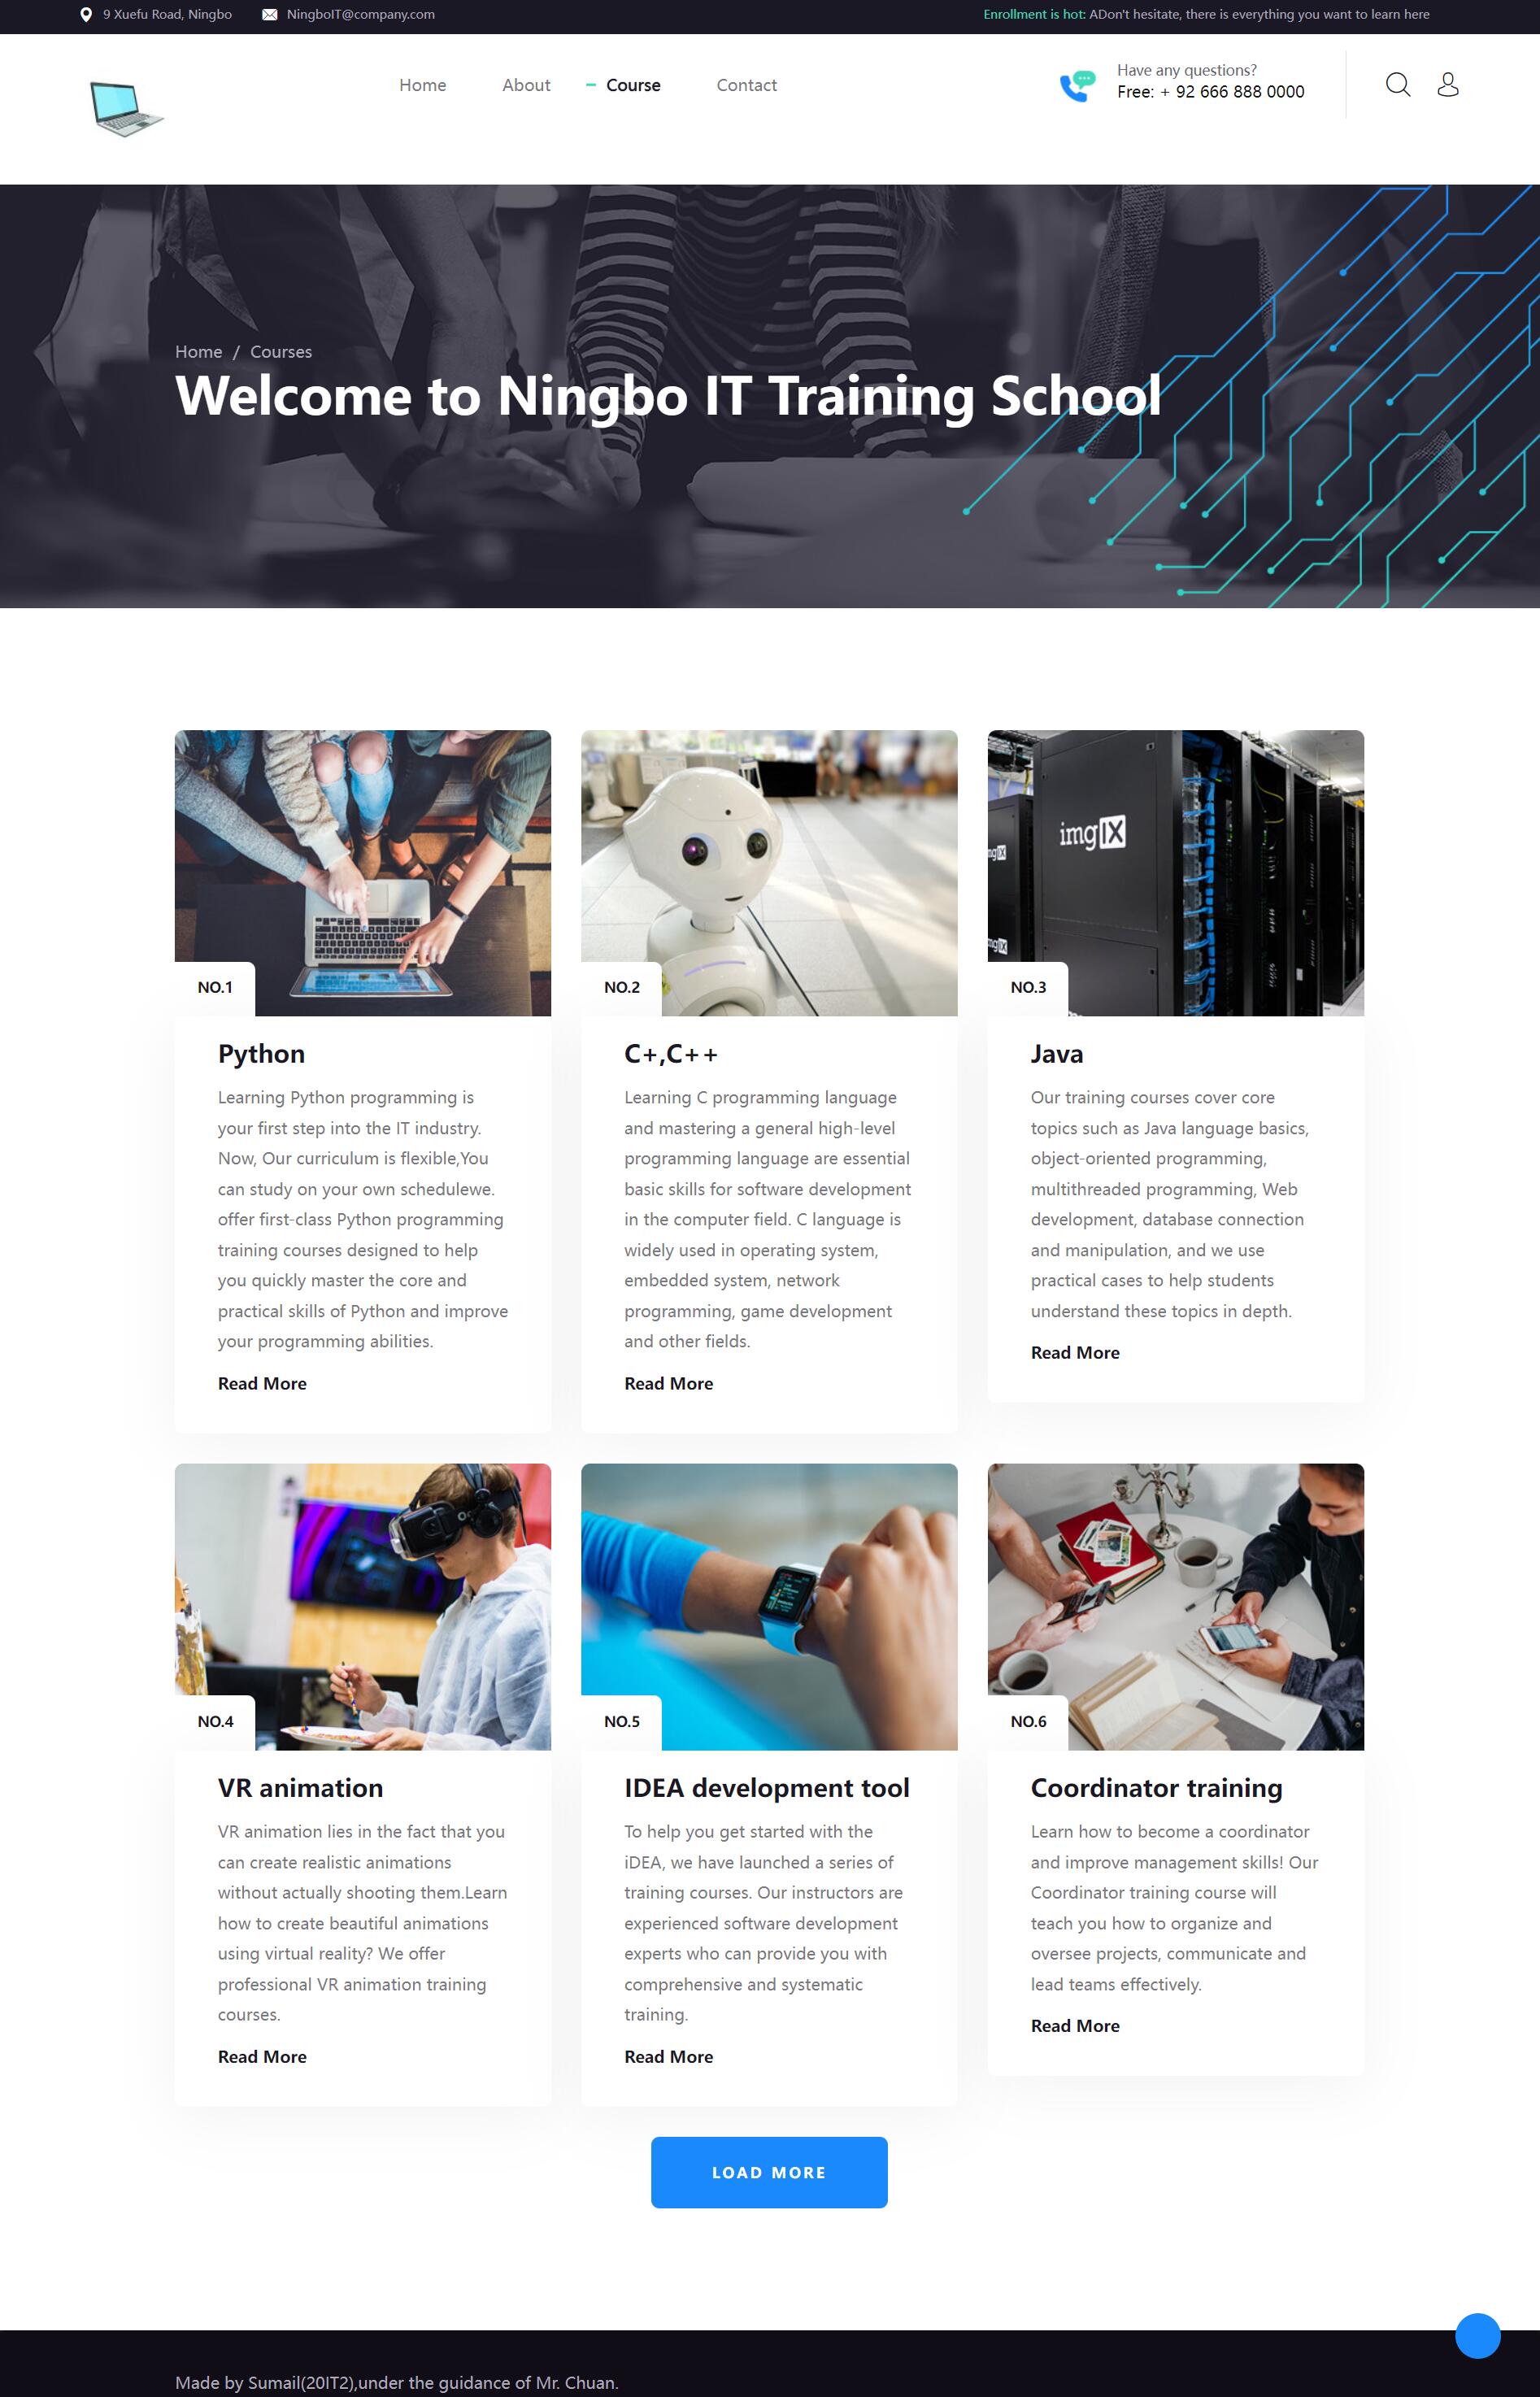 9 Xuefu Road, Ningbo
NingboIT@company.com
Enrollment is hot: ADon't hesitate, there is everything you want to learn here
Home
About
Course
Contact
Have any questions?
Free: + 92 666 888 0000
Home / Courses
Welcome to Ningbo IT Training School
imgIX
NO.1
Python
Learning Python programming is
your first step into the IT industry.
Now, Our curriculum is flexible,You
can study on your own schedulewe.
offer first-class Python programming
training courses designed to help
you quickly master the core and
practical skills of Python and improve
your programming abilities.
Read More
NO.2
C+,C++
Learning C programming language
and mastering a general high-level
programming language are essential
basic skills for software development
in the computer field. C language is
widely used in operating system,
embedded system, network
programming, game development
and other fields.
Read More
NO.3
Java
Our training courses cover core
topics such as Java language basics,
object-oriented programming,
multithreaded programming, Web
development, database connection
and manipulation, and we use
practical cases to help students
understand these topics in depth.
Read More
NO.4
VR animation
VR animation lies in the fact that you
can create realistic animations
without actually shooting them.Learn
how to create beautiful animations
using virtual reality? We offer
professional VR animation training
courses.
Read More
NO.5
IDEA development tool
To help you get started with the
iDEA, we have launched a series of
training courses. Our instructors are
experienced software development
experts who can provide you with
comprehensive and systematic
training.
Read More
NO.6
Coordinator training
Learn how to become a coordinator
and improve management skills! Our
Coordinator training course will
teach you how to organize and
oversee projects, communicate and
lead teams effectively.
Read More
LOAD MORE
Made by Sumail(20IT2),under the guidance of Mr. Chuan.